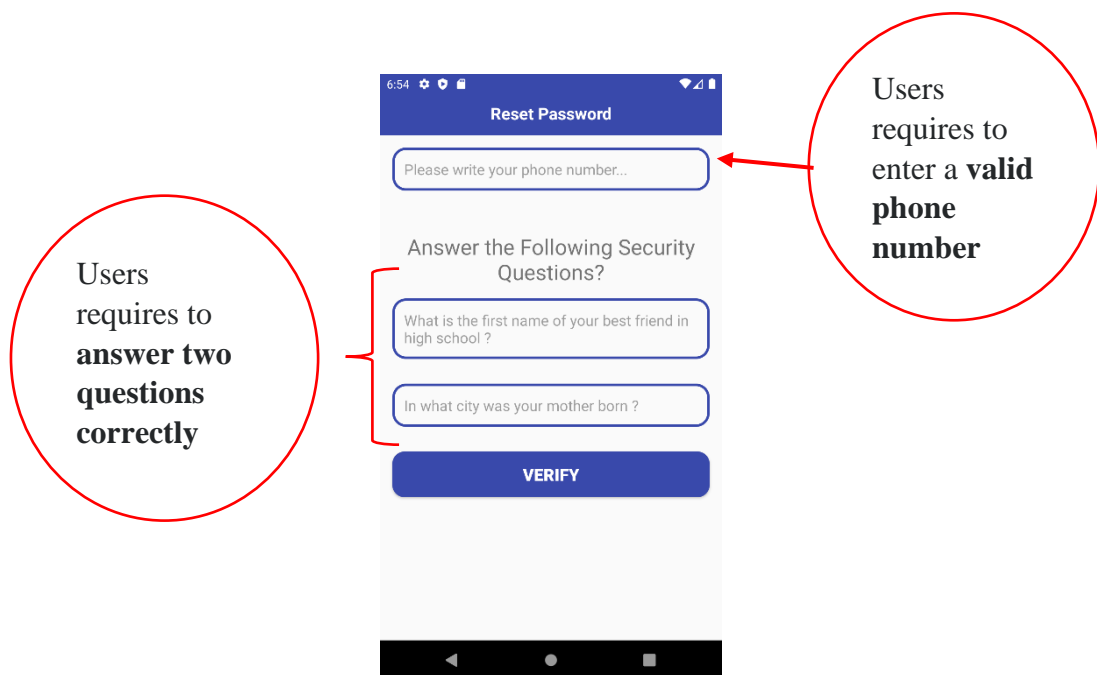 6:54
Reset Password
Please write your phone number...
Answer the Following Security
Questions?
What is the first name of your best friend in
high school ?
In what city was your mother born ?
VERIFY
Users
requires to
enter a valid
phone
number
Users
requires to
answer two
questions
correctly